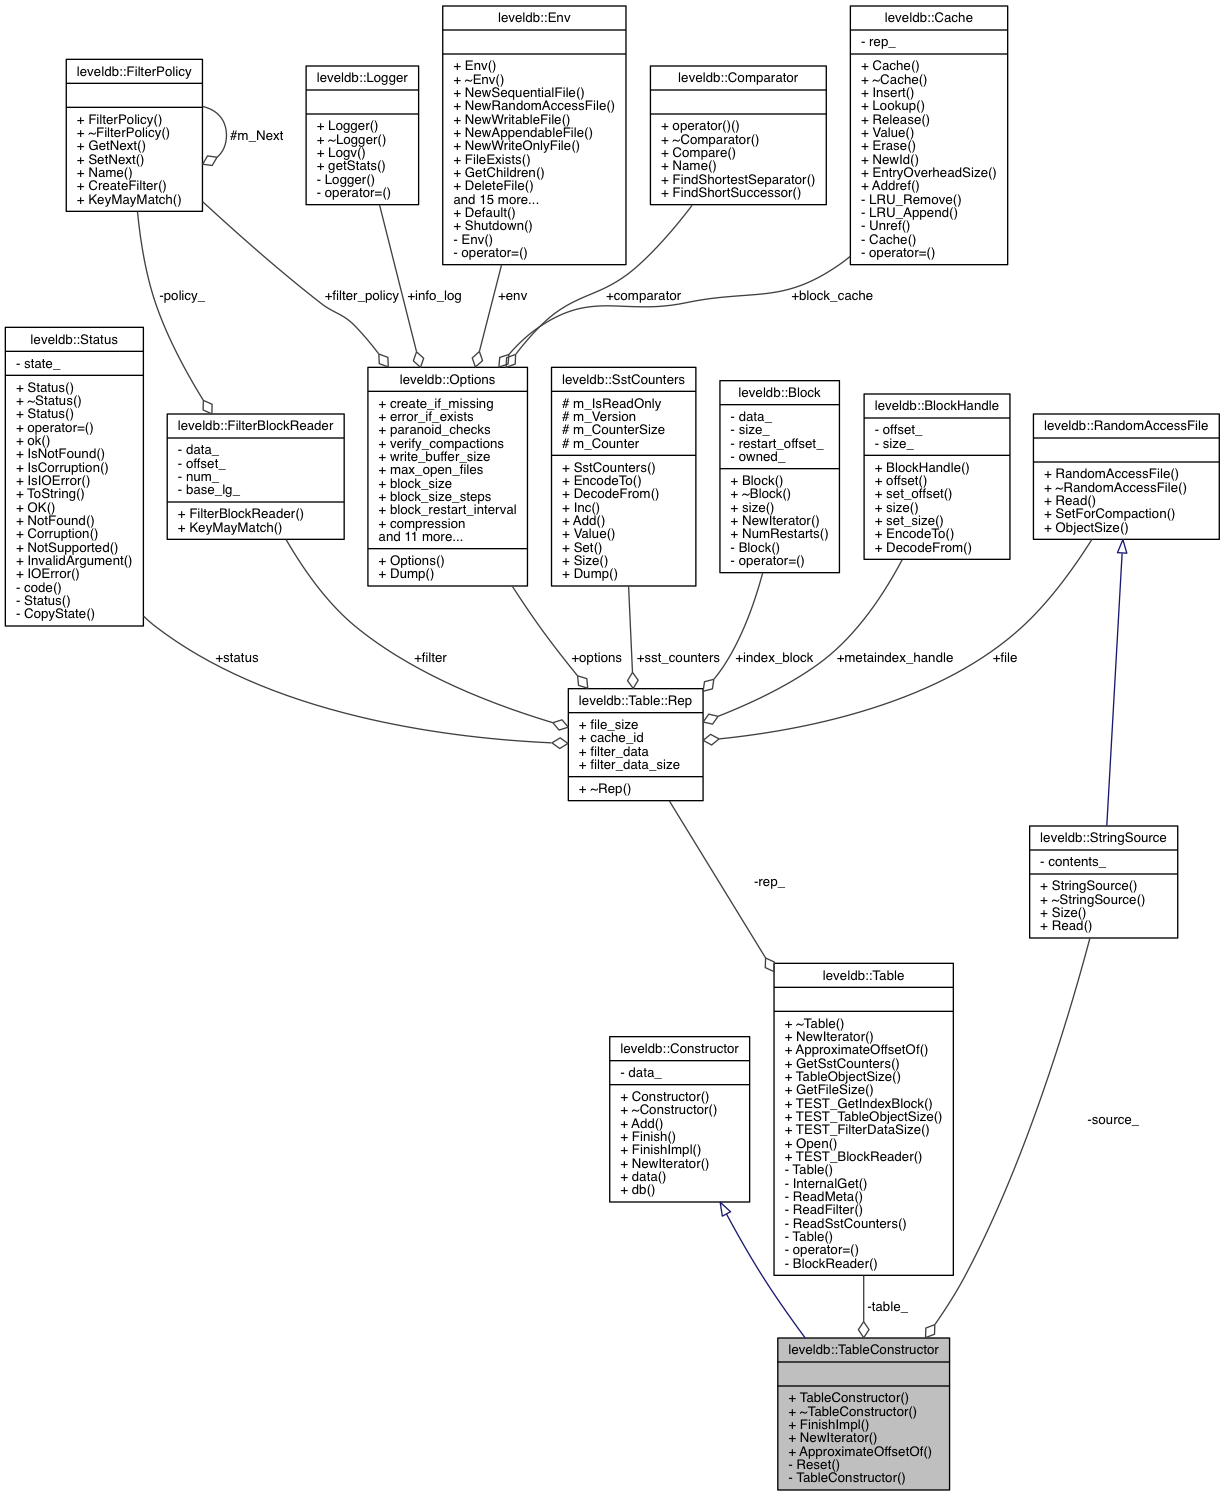 leveldb::Env
+ Env()
+ ~Env()
+ NewSequentialFile()
+ NewRandomAccessFile()
+ NewWritableFile()
+ NewAppendableFile()
+ NewWriteOnlyFile()
+ FileExists()
+ GetChildren()
+ DeleteFile()
and 15 more...
+ Default()
+ Shutdown()
- Env()
- operator=()
leveldb::Cache
- rep_
+ Cache()
+ ~Cache()
+ Insert()
+ Lookup()
+ Release()
+ Value()
+ Erase()
+ NewId()
+ EntryOverheadSize()
+ Addref()
- LRU_Remove()
- LRU_Append()
- Unref()
- Cache()
- operator=()
leveldb::FilterPolicy
+ FilterPolicy()
+ ~FilterPolicy()
+ GetNext()
+ SetNext()
+ Name()
+ CreateFilter()
+ KeyMayMatch()
#m_Next
leveldb::Logger
+ Logger()
+ ~Logger()
+ Logv()
+ getStats()
- Logger()
- operator=()
leveldb::Comparator
+ operator()()
+ ~Comparator()
+ Compare()
+ Name()
+ FindShortestSeparator()
+ FindShortSuccessor()
-policy_
+filter_policy
+info_log
+env
+comparator
+block_cache
leveldb::Status
- state_
+ Status()
+ ~Status()
+ Status()
+ operator=()
+ ok()
+ IsNotFound()
+ IsCorruption()
+ IsIOError()
+ ToString()
+ OK()
+ NotFound()
+ Corruption()
+ NotSupported()
+ InvalidArgument()
+ IOError()
- code()
- Status()
- CopyState()
leveldb::FilterBlockReader
- data_
- offset_
- num_
- base_lg_
+ FilterBlockReader()
+ KeyMayMatch()
leveldb::Options
+ create_if_missing
+ error_if_exists
+ paranoid_checks
+ verify_compactions
+ write_buffer_size
+ max_open_files
+ block_size
+ block_size_steps
+ block_restart_interval
+ compression
and 11 more...
+ Options()
+ Dump()
leveldb::SstCounters
# m_IsReadOnly
# m_Version
# m_CounterSize
# m_Counter
+ SstCounters()
+ EncodeTo()
+ DecodeFrom()
+ Inc()
+ Add()
+ Value()
+ Set()
+ Size()
+ Dump()
leveldb::Block
- data_
- size_
- restart_offset_
- owned_
+ Block()
+ ~Block()
+ size()
+ NewIterator()
+ NumRestarts()
- Block()
- operator=()
leveldb::BlockHandle
- offset_
- size_
+ BlockHandle()
+ offset()
+ set_offset()
+ size()
+ set_size()
+ EncodeTo()
+ DecodeFrom()
leveldb::RandomAccessFile
+ RandomAccessFile()
+ ~RandomAccessFile()
+ Read()
+ SetForCompaction()
+ ObjectSize()
+status
+filter
+options
+sst_counters
+index_block
+metaindex_handle
+file
leveldb::Table::Rep
+ file_size
+ cache_id
+ filter_data
+ filter_data_size
+ ~Rep()
leveldb::StringSource
- contents_
+ StringSource()
+ ~StringSource()
+ Size()
+ Read()
-rep_
leveldb::Table
+ ~Table()
+ NewIterator()
+ ApproximateOffsetOf()
+ GetSstCounters()
+ TableObjectSize()
+ GetFileSize()
+ TEST_GetIndexBlock()
+ TEST_TableObjectSize()
+ TEST_FilterDataSize()
+ Open()
+ TEST_BlockReader()
- Table()
- InternalGet()
- ReadMeta()
- ReadFilter()
- ReadSstCounters()
- Table()
- operator=()
- BlockReader()
leveldb::Constructor
- data_
+ Constructor()
+ ~Constructor()
+ Add()
+ Finish()
+ FinishImpl()
+ NewIterator()
+ data()
+ db()
-source_
-table_
leveldb::TableConstructor
+ TableConstructor()
+ ~TableConstructor()
+ FinishImpl()
+ NewIterator()
+ ApproximateOffsetOf()
- Reset()
- TableConstructor()